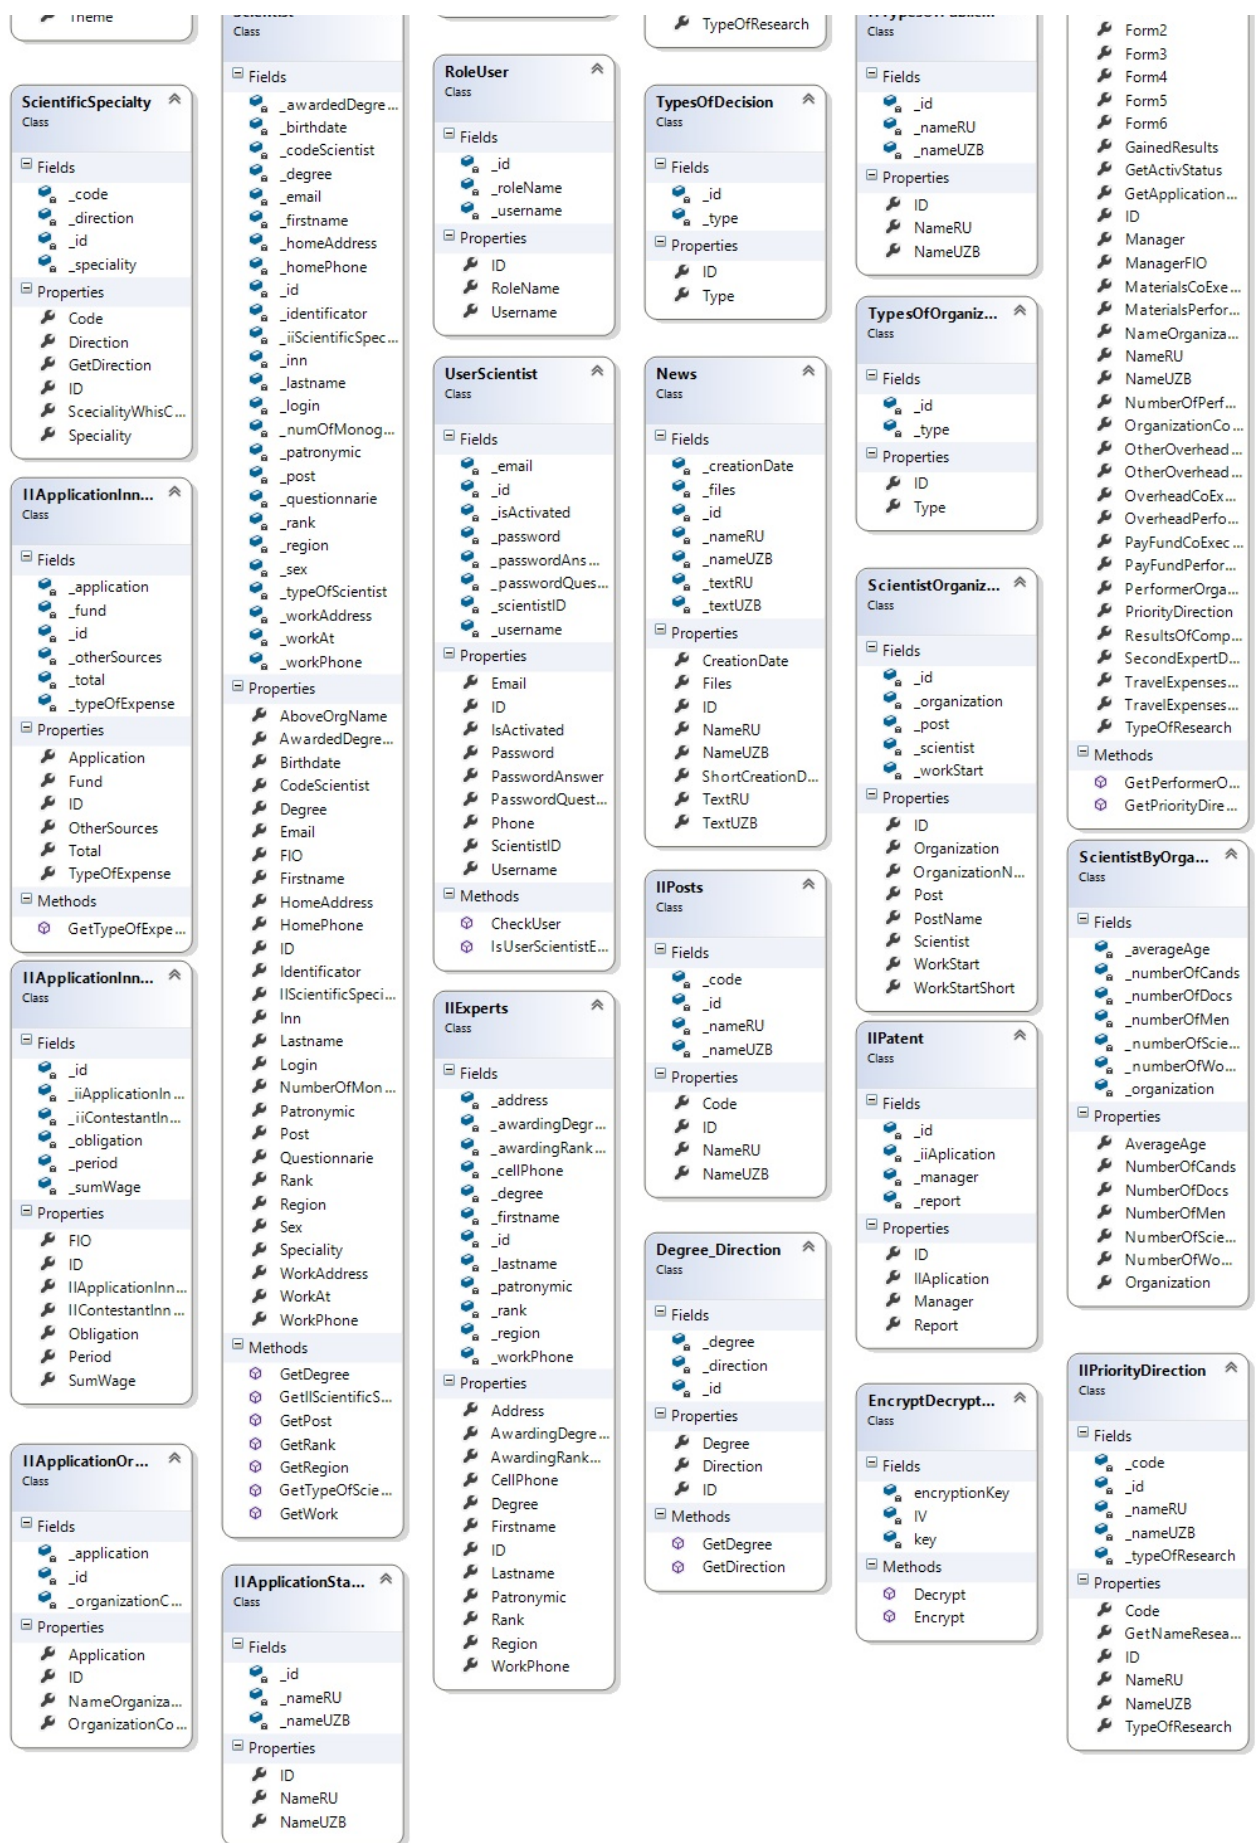 Theme
ScientificSpecialty
Class
Fields
_code
_direction
_id
_speciality
Properties
Code
Direction
GetDirection
ID
ScecialityWhisC...
Speciality
IIApplicationInn...
Class
Fields
_application
_fund
_id
_otherSources
_total
_typeOfExpense
Properties
Application
Fund
ID
OtherSources
Total
TypeOfExpense
Methods
GetTypeOfExpe...
IIApplicationInn...
Class
Fields
_id
_iiApplicationIn...
_iiContestantIn...
_obligation
_period
_sumWage
Properties
FIO
ID
IIApplicationInn...
IIContestantInn...
Obligation
Period
SumWage
IIApplicationOr...
Class
Fields
_application
_id
_organizationC...
Properties
Application
ID
NameOrganiza...
OrganizationCo...
Scientist
Class
Fields
_awardedDegre...
_birthdate
_codeScientist
_degree
_email
_firstname
_homeAddress
_homePhone
_id
_identificator
_iiScientificSpec...
_inn
_lastname
_login
_numOfMonog...
_patronymic
_post
_questionnarie
_rank
_region
_sex
_typeOfScientist
_workAddress
_workAt
_workPhone
Properties
AboveOrgName
AwardedDegre...
Birthdate
CodeScientist
Degree
Email
FIO
Firstname
HomeAddress
HomePhone
ID
Identificator
IIScientificSpeci...
Inn
Lastname
Login
NumberOfMon...
Patronymic
Post
Questionnarie
Rank
Region
Sex
Speciality
WorkAddress
WorkAt
WorkPhone
Methods
GetDegree
GetIIScientificS...
GetPost
GetRank
GetRegion
GetTypeOfScie...
GetWork
IIApplicationSta...
Class
Fields
_id
_nameRU
_nameUZB
Properties
ID
NameRU
NameUZB
RoleUser
Class
Fields
_id
_roleName
_username
Properties
ID
RoleName
Username
UserScientist
Class
Fields
_email
_id
_isActivated
_password
_passwordAns...
_passwordQues...
_scientistID
_username
Properties
Email
ID
IsActivated
Password
PasswordAnswer
PasswordQuest...
Phone
ScientistID
Username
Methods
CheckUser
IsUserScientistE...
IIExperts
Class
Fields
_address
_awardingDegr...
_awardingRank...
_cellPhone
_degree
_firstname
_id
_lastname
_patronymic
_rank
_region
_workPhone
Properties
Address
AwardingDegre...
AwardingRank...
CellPhone
Degree
Firstname
ID
Lastname
Patronymic
Rank
Region
WorkPhone
TypeOfResearch
TypesOfDecision
Class
Fields
_id
_type
Properties
ID
Type
News
Class
Fields
_creationDate
_files
_id
_nameRU
_nameUZB
_textRU
_textUZB
Properties
CreationDate
Files
ID
NameRU
NameUZB
ShortCreationD...
TextRU
TextUZB
IIPosts
Class
Fields
_code
_id
_nameRU
_nameUZB
Properties
Code
ID
NameRU
NameUZB
Degree_Direction
Class
Fields
_degree
_direction
_id
Properties
Degree
Direction
ID
Methods
GetDegree
GetDirection
Class
Fields
_id
_nameRU
_nameUZB
Properties
ID
NameRU
NameUZB
TypesOfOrganiz...
Class
Fields
_id
_type
Properties
ID
Type
ScientistOrganiz...
Class
Fields
_id
_organization
_post
_scientist
_workStart
Properties
ID
Organization
OrganizationN...
Post
PostName
Scientist
WorkStart
WorkStartShort
IIPatent
Class
Fields
_id
_iiAplication
_manager
_report
Properties
ID
IIAplication
Manager
Report
EncryptDecrypt...
Class
Fields
encryptionKey
IV
key
Methods
Decrypt
Encrypt
Form2
Form3
Form4
Form5
Form6
GainedResults
GetActivStatus
GetApplication...
ID
Manager
ManagerFIO
MaterialsCoExe...
MaterialsPerfor...
NameOrganiza...
NameRU
NameUZB
NumberOfPerf...
OrganizationCo...
OtherOverhead...
OtherOverhead...
OverheadCoEx...
OverheadPerfo...
PayFundCoExec...
PayFundPerfor...
PerformerOrga...
PriorityDirection
ResultsOfComp...
SecondExpertD...
TravelExpenses...
TravelExpenses...
TypeOfResearch
Methods
GetPerformerO...
GetPriorityDire...
ScientistByOrga...
Class
Fields
_averageAge
_numberOfCands
_numberOfDocs
_numberOfMen
_numberOfScie...
_numberOfWo...
_organization
Properties
AverageAge
NumberOfCands
NumberOfDocs
NumberOfMen
NumberOfScie...
NumberOfWo...
Organization
IIPriorityDirection
Class
Fields
_code
_id
_nameRU
_nameUZB
_typeOfResearch
Properties
Code
GetNameResea...
ID
NameRU
NameUZB
TypeOfResearch